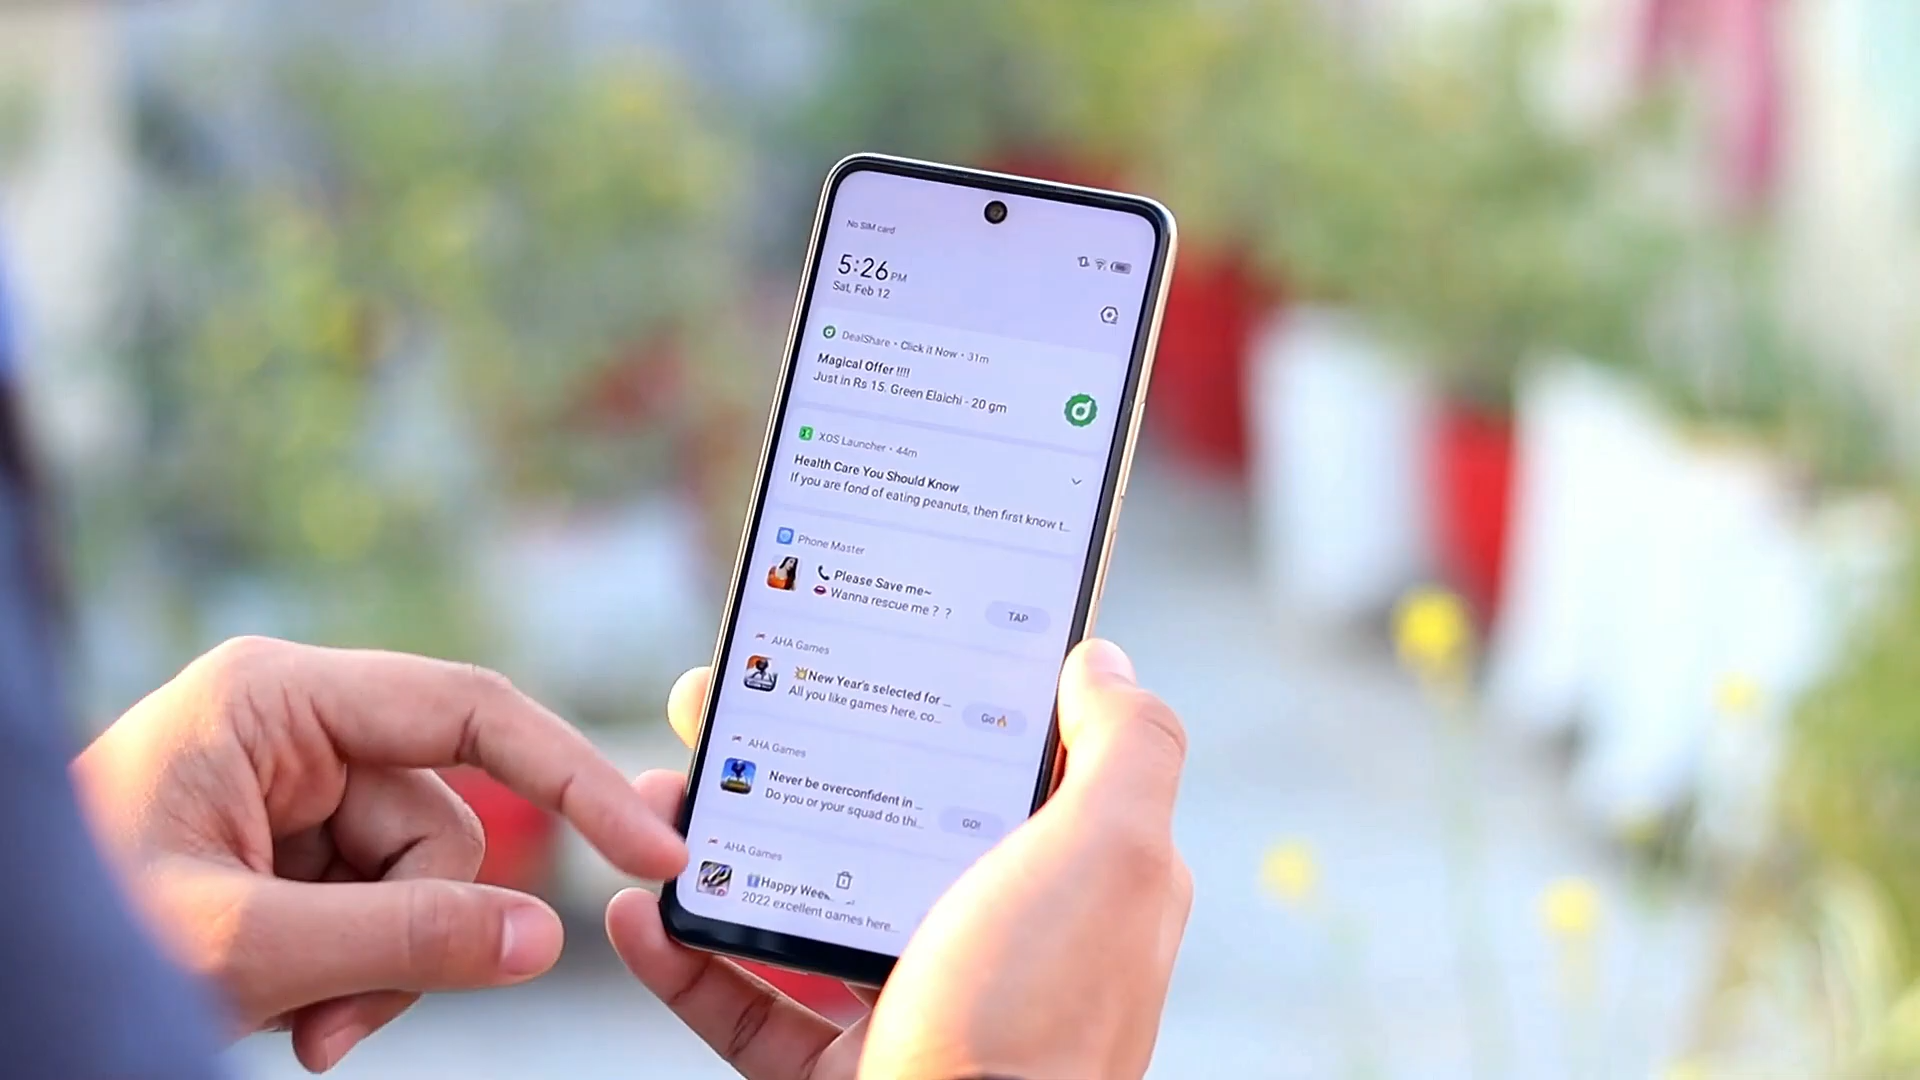 No SIM card
5:26 PM
Sat, Feb 12
DealShare • Click it Now • 31m
Magical Offer !!!!
Just in Rs 15, Green Elaichi - 20 gm
XOS Launcher • 44m
Health Care You Should Know
If you are fond of eating peanuts, then first know t...
Phone Master
Please Save me~
Wanna rescue me ? ?
TAP
AHA Games
New Year's selected for ...
All you like games here, co...
Go
AHA Games
Never be overconfident in ...
Do you or your squad do thi...
GO!
AHA Games
Happy Wee
2022 excellent games here...